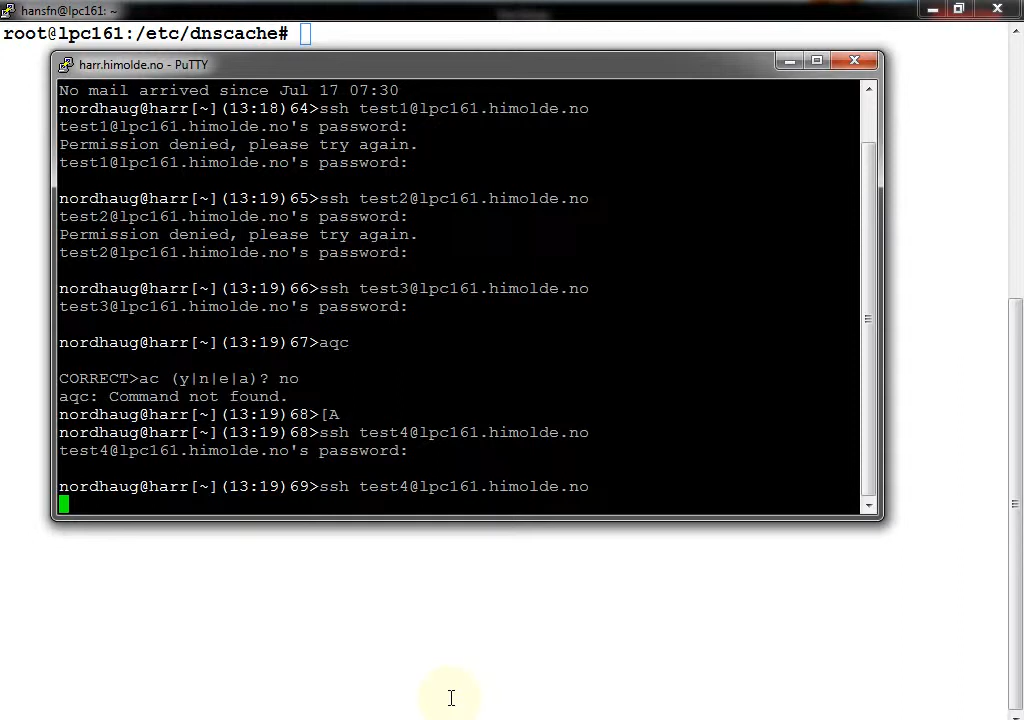 hansfn@lpc161: ~
root@lpc161:/etc/dnscache#
harr.himolde.no - PuTTY
No mail arrived since Jul 17 07:30
nordhaug@harr[~](13:18)64>ssh test1@lpc161.himolde.no
test1@lpc161.himolde.no's password:
Permission denied, please try again.
test1@lpc161.himolde.no's password:
nordhaug@harr[~](13:19)65>ssh test2@lpc161.himolde.no
test2@lpc161.himolde.no's password:
Permission denied, please try again.
test2@lpc161.himolde.no's password:
nordhaug@harr[~](13:19)66>ssh test3@lpc161.himolde.no
test3@lpc161.himolde.no's password:
nordhaug@harr[~](13:19)67>aqc
CORRECT>ac (y|n|e|a)? no
aqc: Command not found.
nordhaug@harr[~](13:19)68>[A
nordhaug@harr[~](13:19)68>ssh test4@lpc161.himolde.no
test4@lpc161.himolde.no's password:
nordhaug@harr[~](13:19)69>ssh test4@lpc161.himolde.no